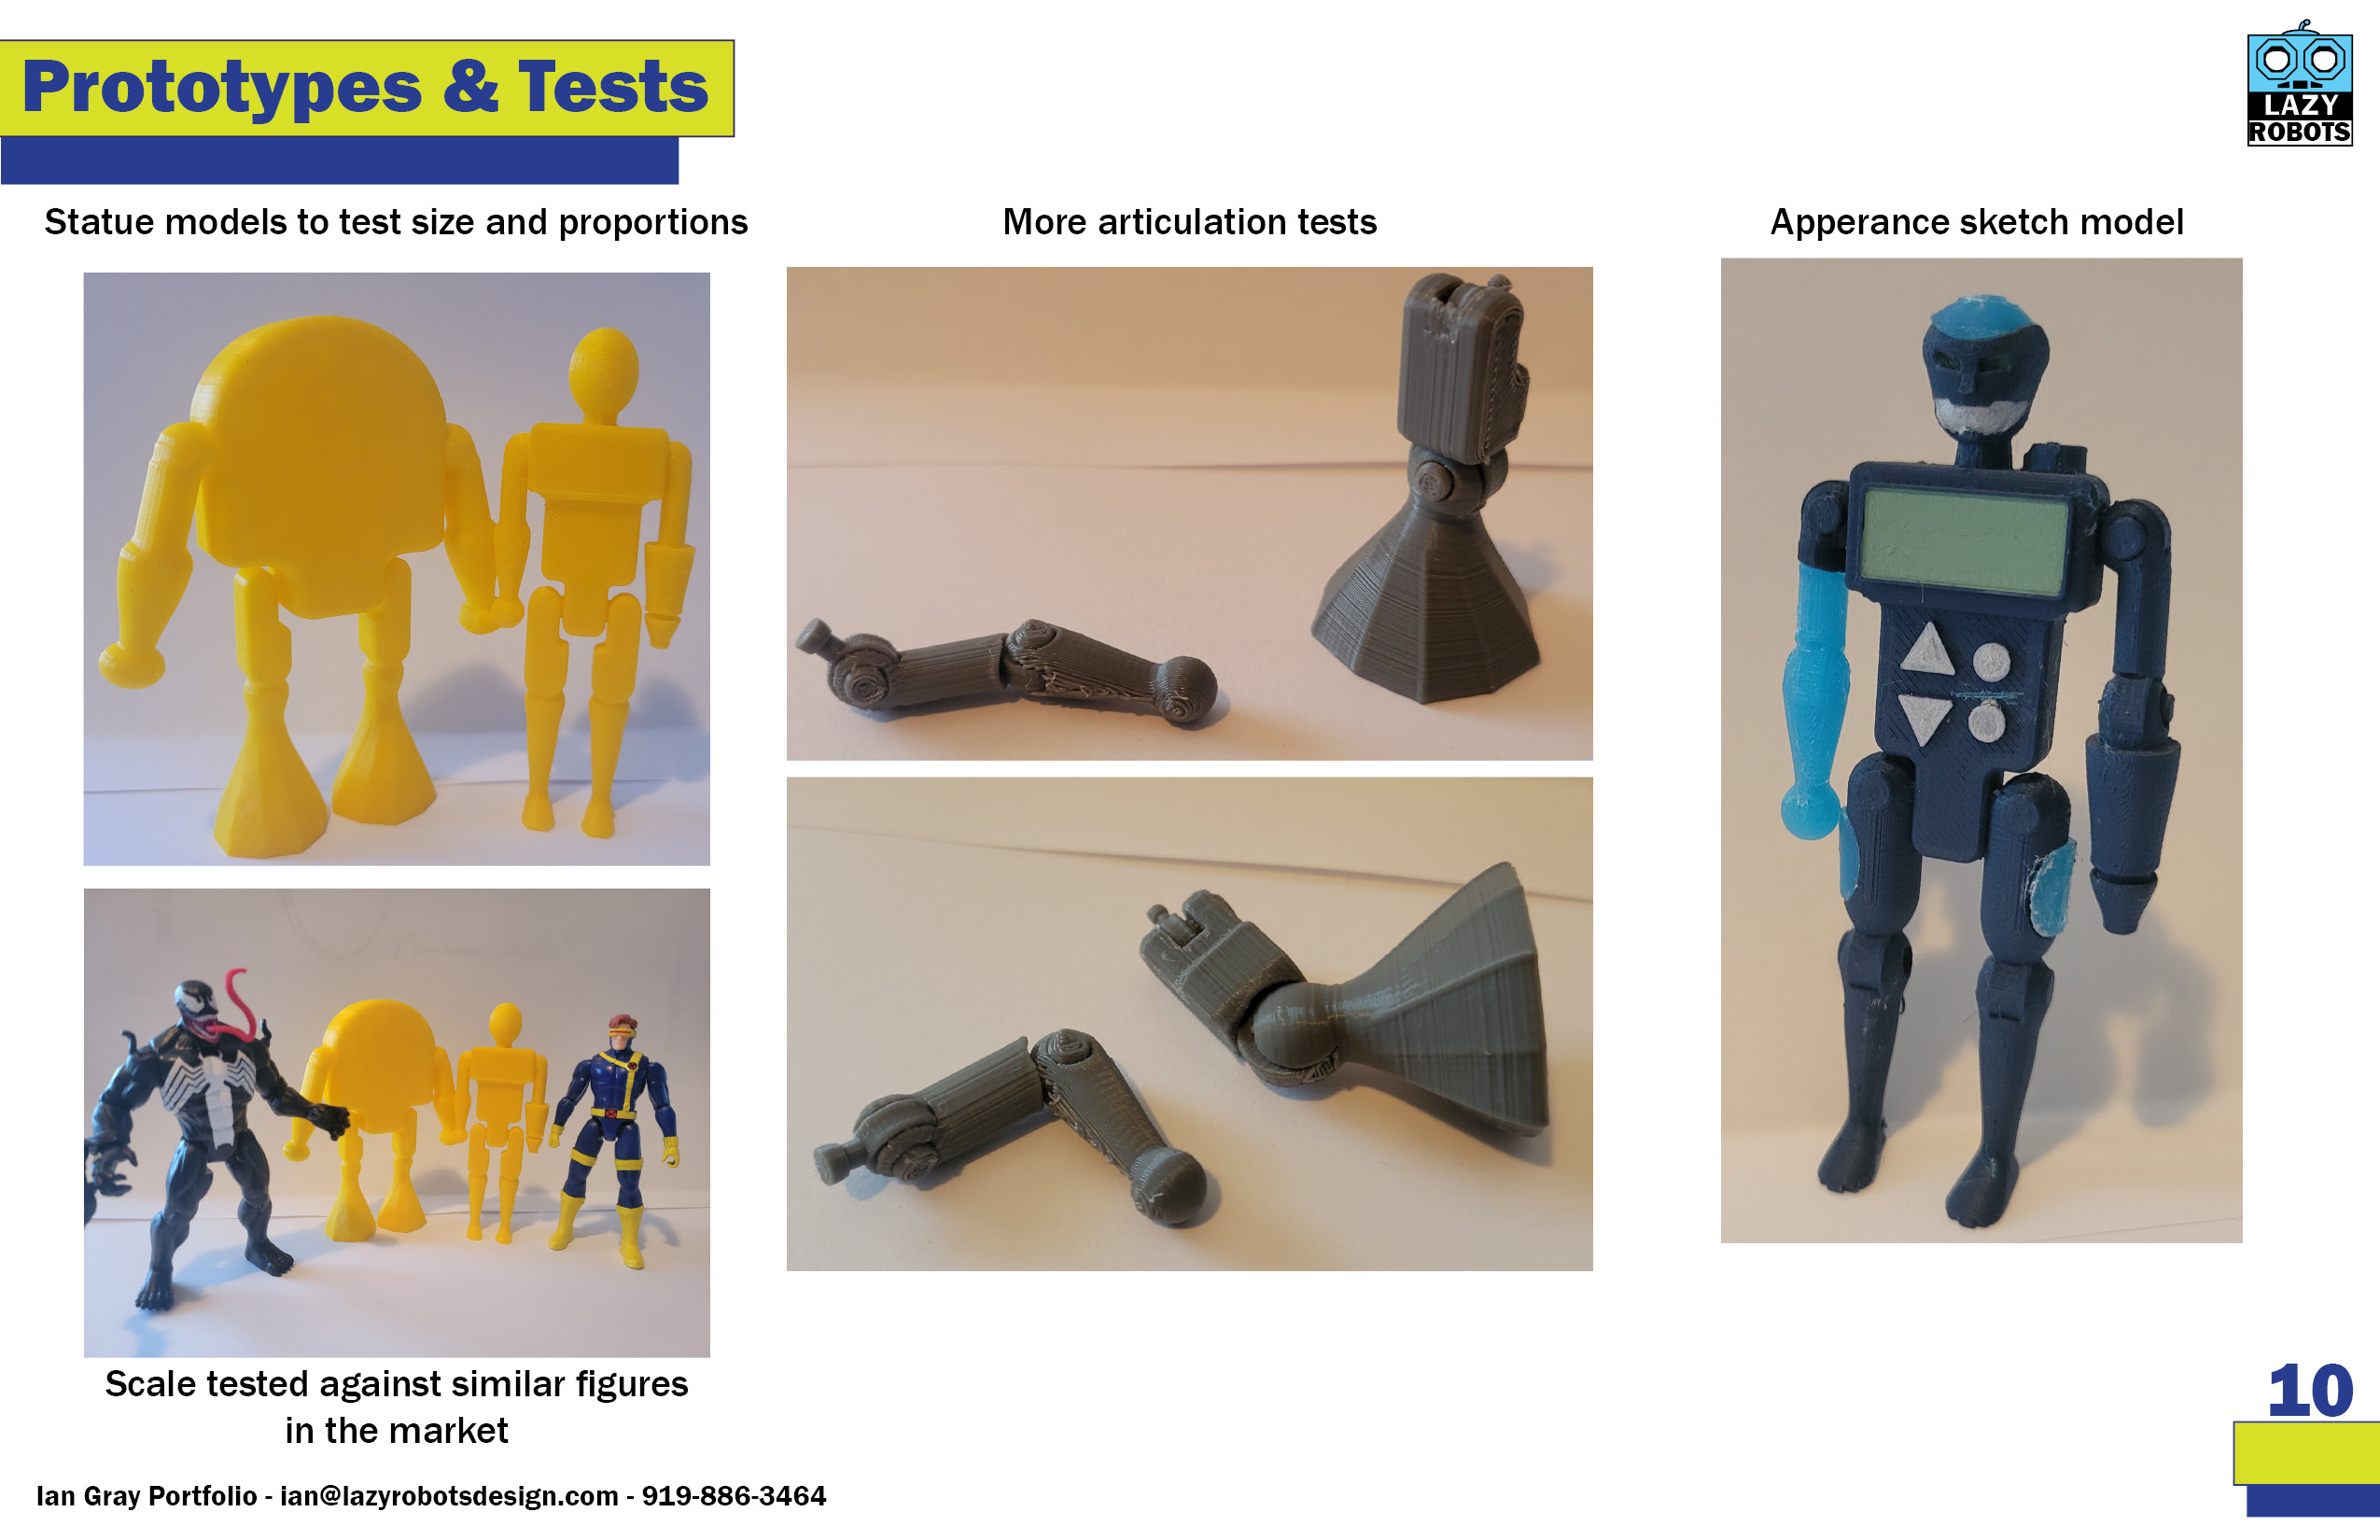 Prototypes & Tests
LAZY
ROBOTS
Statue models to test size and proportions
More articulation tests
Apperance sketch model
Scale tested against similar figures
in the market
10
Ian Gray Portfolio - ian@lazyrobotsdesign.com - 919-886-3464